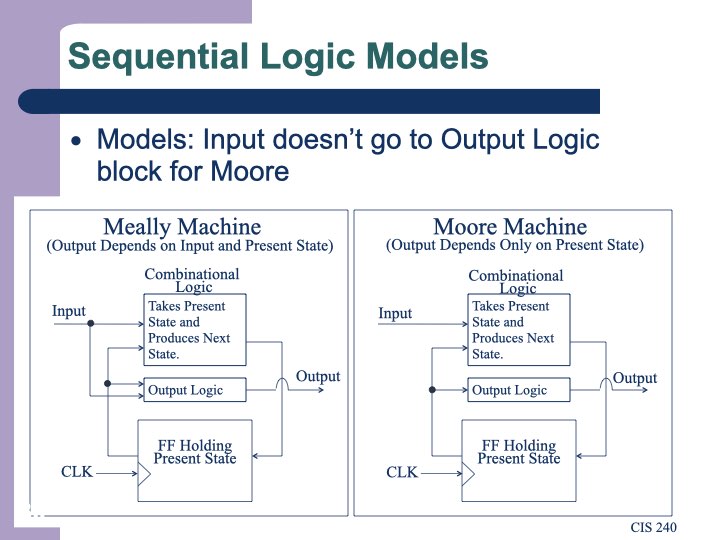 Sequential Logic Models
• Models: Input doesn’t go to Output Logic
block for Moore
Meally Machine
(Output Depends on Input and Present State)
Combinational
Logic
Input
Takes Present
State and
Produces Next
State.
Output
Output Logic
FF Holding
Present State
CLK
Moore Machine
(Output Depends Only on Present State)
Combinational
Logic
Input
Takes Present
State and
Produces Next
State.
Output
Output Logic
FF Holding
Present State
CLK
CIS 240